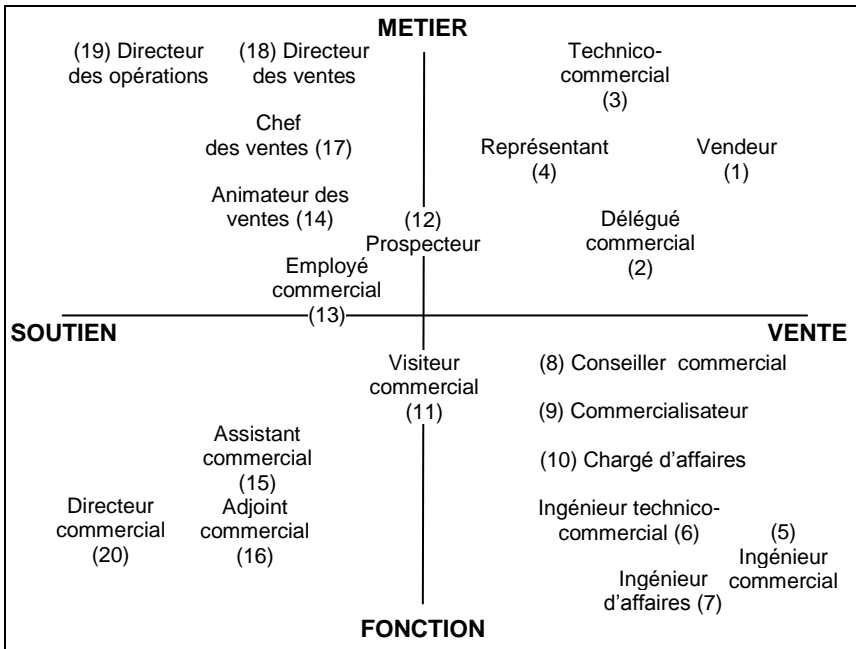 METIER
(19) Directeur
des opérations
(18) Directeur
des ventes
Technico-
commercial
(3)
Chef
des ventes (17)
Représentant
(4)
Vendeur
(1)
Animateur des
ventes (14)
(12)
Prospecteur
Délégué
commercial
(2)
Employé
commercial
(13)
SOUTIEN
VENTE
Visiteur
commercial
(11)
(8) Conseiller commercial
(9) Commercialisateur
(10) Chargé d’affaires
Assistant
commercial
(15)
Directeur
commercial
(20)
Adjoint
commercial
(16)
Ingénieur technico-
commercial (6)
(5)
Ingénieur
commercial
Ingénieur
d’affaires (7)
FONCTION